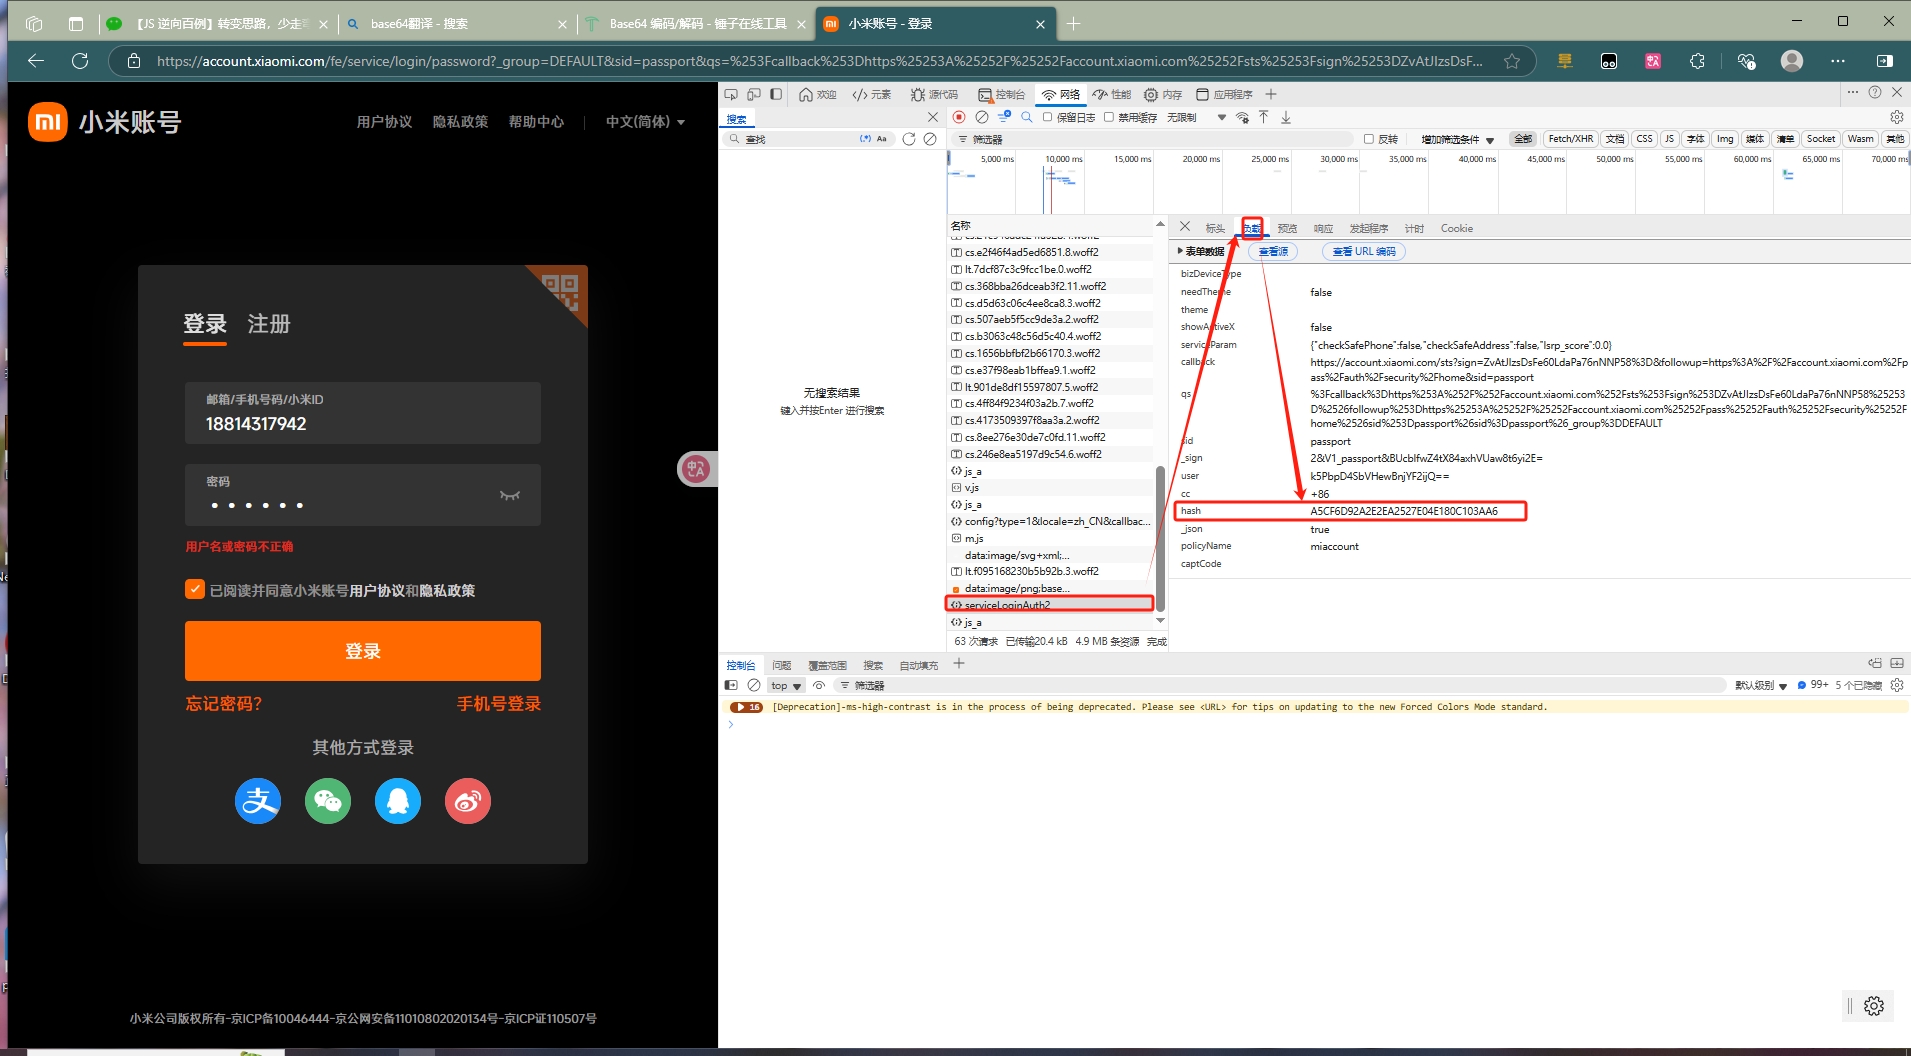 【JS 逆向百例】转变思路，少走
base64翻译 - 搜索
Base64 编码/解码 - 锤子在线工具
小米账号 - 登录
https://account.xiaomi.com/fe/service/login/password?_group=DEFAULT&sid=passport&qs=%253Fcallback%253Dhttps%25253A%25252F%25252Faccount.xiaomi.com%25252Fsts%25253Fsign%25253DZvAtJIzsDsF...
小米账号
用户协议 隐私政策 帮助中心 中文(简体)
登录 注册
邮箱/手机号码/小米ID
18814317942
密码
用户名或密码不正确
已阅读并同意小米账号用户协议和隐私政策
登录
忘记密码？ 手机号登录
其他方式登录
小米公司版权所有-京ICP备10046444-京公网安备11010802020134号-京ICP证110507号
欢迎 元素 源代码 控制台 网络 性能 内存 应用程序
搜索
查找 Aa
无搜索结果
键入并按Enter 进行搜索
保留日志 禁用缓存 无限制
筛选器 反转 增加筛选条件 全部 Fetch/XHR 文档 CSS JS 字体 Img 媒体 清单 Socket Wasm 其他
5,000 ms 10,000 ms 15,000 ms 20,000 ms 25,000 ms 30,000 ms 35,000 ms 40,000 ms 45,000 ms 50,000 ms 55,000 ms 60,000 ms 65,000 ms 70,000 ms
名称
cs.e2f46f4ad5ed6851.8.woff2
lt.7dcf87c3c9fcc1be.0.woff2
cs.368bba26dceab3f2.11.woff2
cs.d5d63c06c4ee8ca8.3.woff2
cs.507aeb5f5cc9de3a.2.woff2
cs.b3063c48c56d5c40.4.woff2
cs.1656bbfbf2b66170.3.woff2
cs.e37f98eab1bffea9.1.woff2
lt.901de8df15597807.5.woff2
cs.4ff84f9234f03a2b.7.woff2
cs.4173509397f8aa3a.2.woff2
cs.8ee276e30de7c0fd.11.woff2
cs.246e8ea5197d9c54.6.woff2
js_a
v.js
js_a
config?type=1&locale=zh_CN&callbac...
m.js
data:image/svg+xml;...
lt.f095168230b5b92b.3.woff2
data:image/png;base...
serviceLoginAuth2
js_a
63 次请求 已传输20.4 kB 4.9 MB 条资源 完成
标头 负载 预览 响应 发起程序 计时 Cookie
表单数据 查看源 查看 URL 编码
bizDeviceType
needTheme false
theme
showActiveX false
serviceParam {"checkSafePhone":false,"checkSafeAddress":false,"lsrp_score":0.0}
callback https://account.xiaomi.com/sts?sign=ZvAtJIzsDsFe60LdaPa76nNNP58%3D&followup=https%3A%2F%2Faccount.xiaomi.com%2Fp
ass%2Fauth%2Fsecurity%2Fhome&sid=passport
qs %3Fcallback%3Dhttps%253A%252F%252Faccount.xiaomi.com%252Fsts%253Fsign%253DZvAtJIzsDsFe60LdaPa76nNNP58%25253
D%2526followup%253Dhttps%25253A%25252F%25252Faccount.xiaomi.com%25252Fpass%25252Fauth%25252Fsecurity%25252F
home%2526sid%253Dpassport%26sid%3Dpassport%26_group%3DDEFAULT
sid passport
_sign 2&V1_passport&BUcblfwZ4tX84axhVUaw8t6yi2E=
user k5PbpD4SbVHewBnjYF2ijQ==
cc +86
hash A5CF6D92A2E2EA2527E04E180C103AA6
_json true
policyName miaccount
captCode
控制台 问题 覆盖范围 搜索 自动填充
top 筛选器 默认级别 99+ 5 个已隐藏
16 [Deprecation]-ms-high-contrast is in the process of being deprecated. Please see <URL> for tips on updating to the new Forced Colors Mode standard.